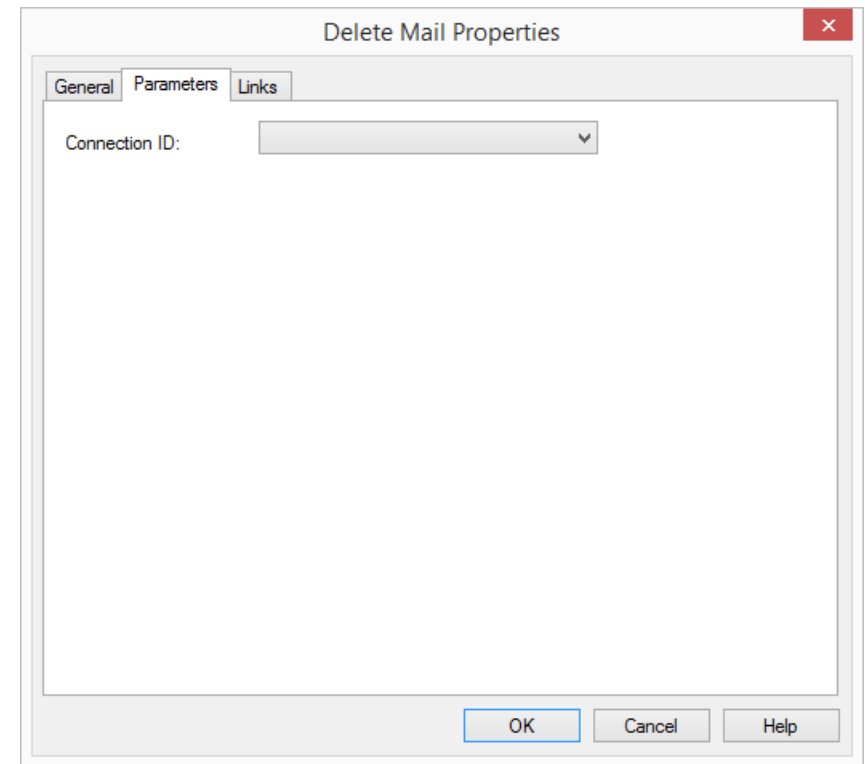 Delete Mail Properties
General Parameters Links
Connection ID:
OK Cancel Help